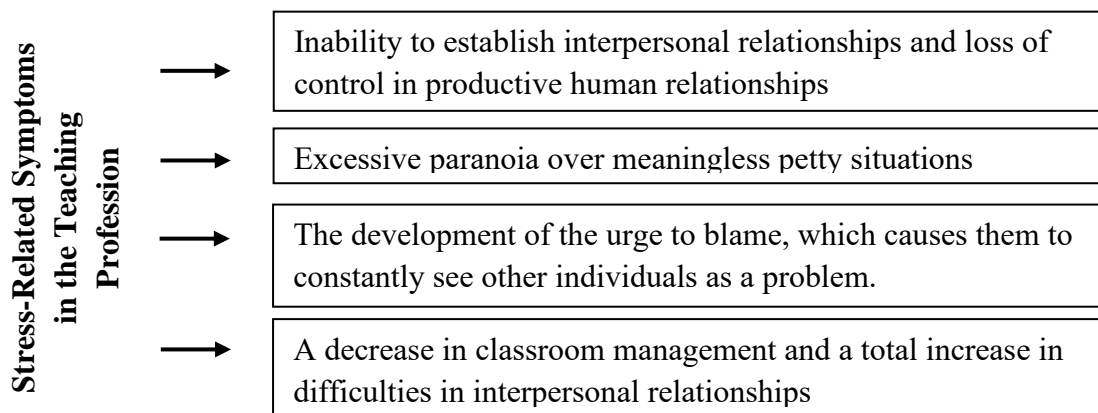 Stress-Related Symptoms
in the Teaching
Profession
Inability to establish interpersonal relationships and loss of
control in productive human relationships
Excessive paranoia over meaningless petty situations
The development of the urge to blame, which causes them to
constantly see other individuals as a problem.
A decrease in classroom management and a total increase in
difficulties in interpersonal relationships